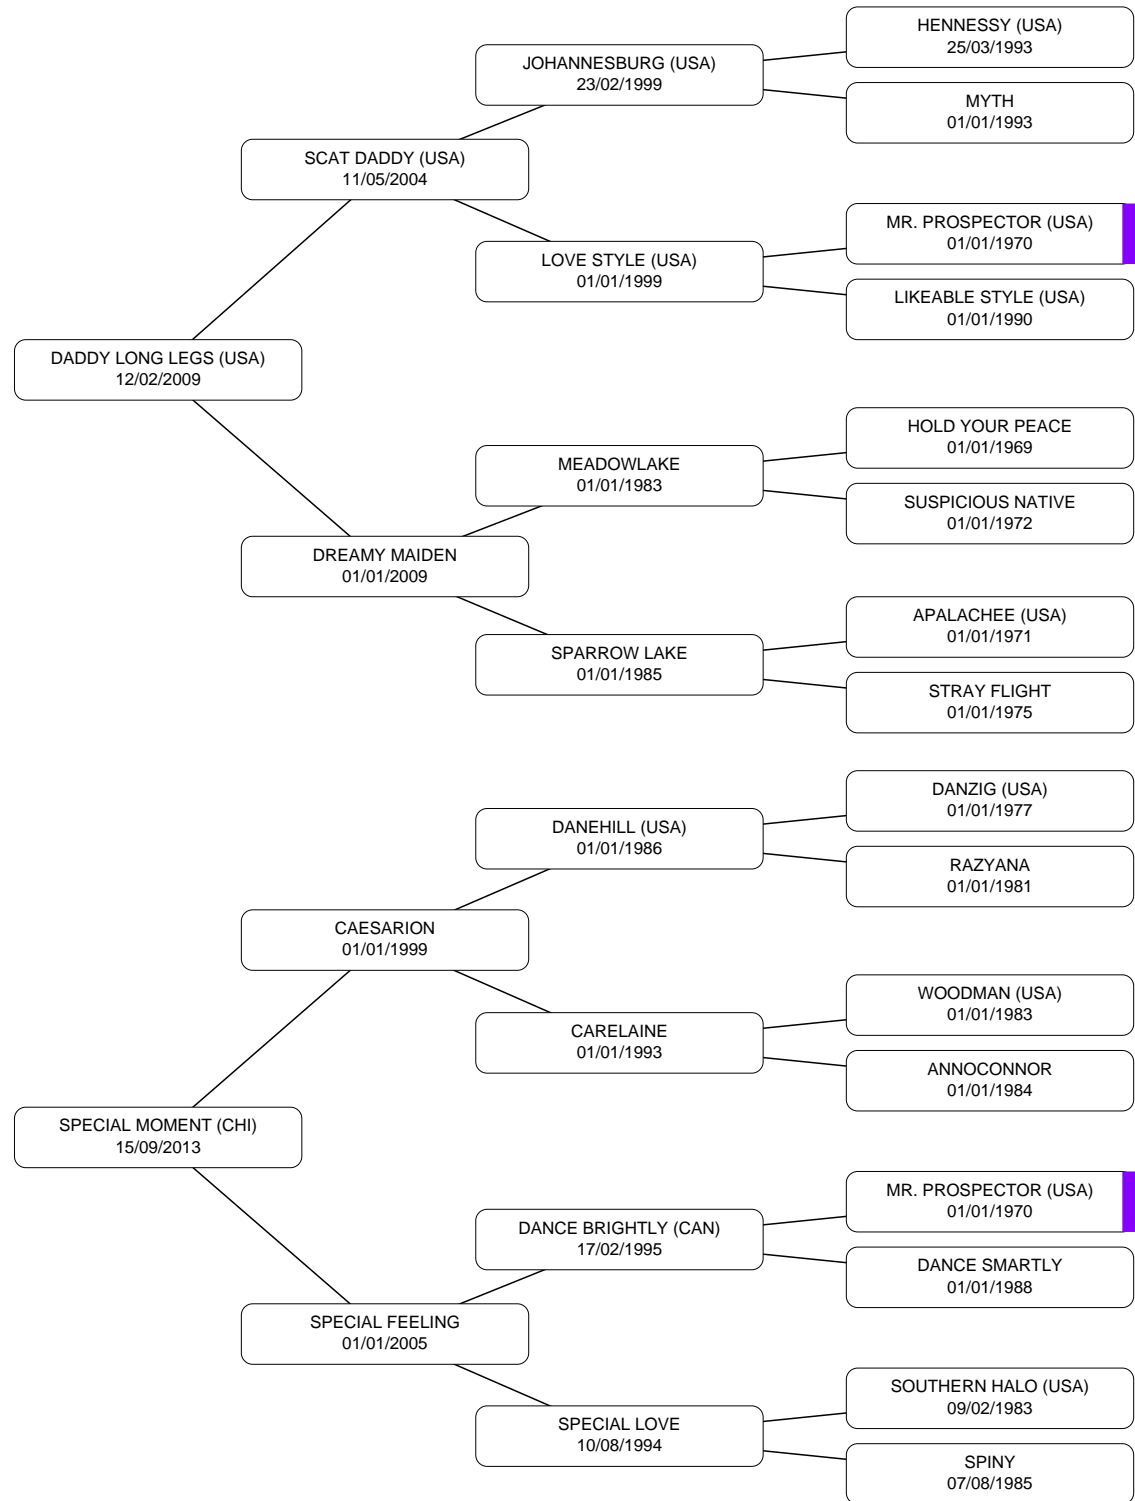 HENNESSY (USA)
25/03/1993
JOHANNESBURG (USA)
23/02/1999
MYTH
01/01/1993
SCAT DADDY (USA)
11/05/2004
MR. PROSPECTOR (USA)
01/01/1970
LOVE STYLE (USA)
01/01/1999
LIKEABLE STYLE (USA)
01/01/1990
DADDY LONG LEGS (USA)
12/02/2009
HOLD YOUR PEACE
01/01/1969
MEADOWLAKE
01/01/1983
SUSPICIOUS NATIVE
01/01/1972
DREAMY MAIDEN
01/01/2009
APALACHEE (USA)
01/01/1971
SPARROW LAKE
01/01/1985
STRAY FLIGHT
01/01/1975
DANZIG (USA)
01/01/1977
DANEHILL (USA)
01/01/1986
RAZYANA
01/01/1981
CAESARION
01/01/1999
WOODMAN (USA)
01/01/1983
CARELAINE
01/01/1993
ANNOCONNOR
01/01/1984
SPECIAL MOMENT (CHI)
15/09/2013
MR. PROSPECTOR (USA)
01/01/1970
DANCE BRIGHTLY (CAN)
17/02/1995
DANCE SMARTLY
01/01/1988
SPECIAL FEELING
01/01/2005
SOUTHERN HALO (USA)
09/02/1983
SPECIAL LOVE
10/08/1994
SPINY
07/08/1985